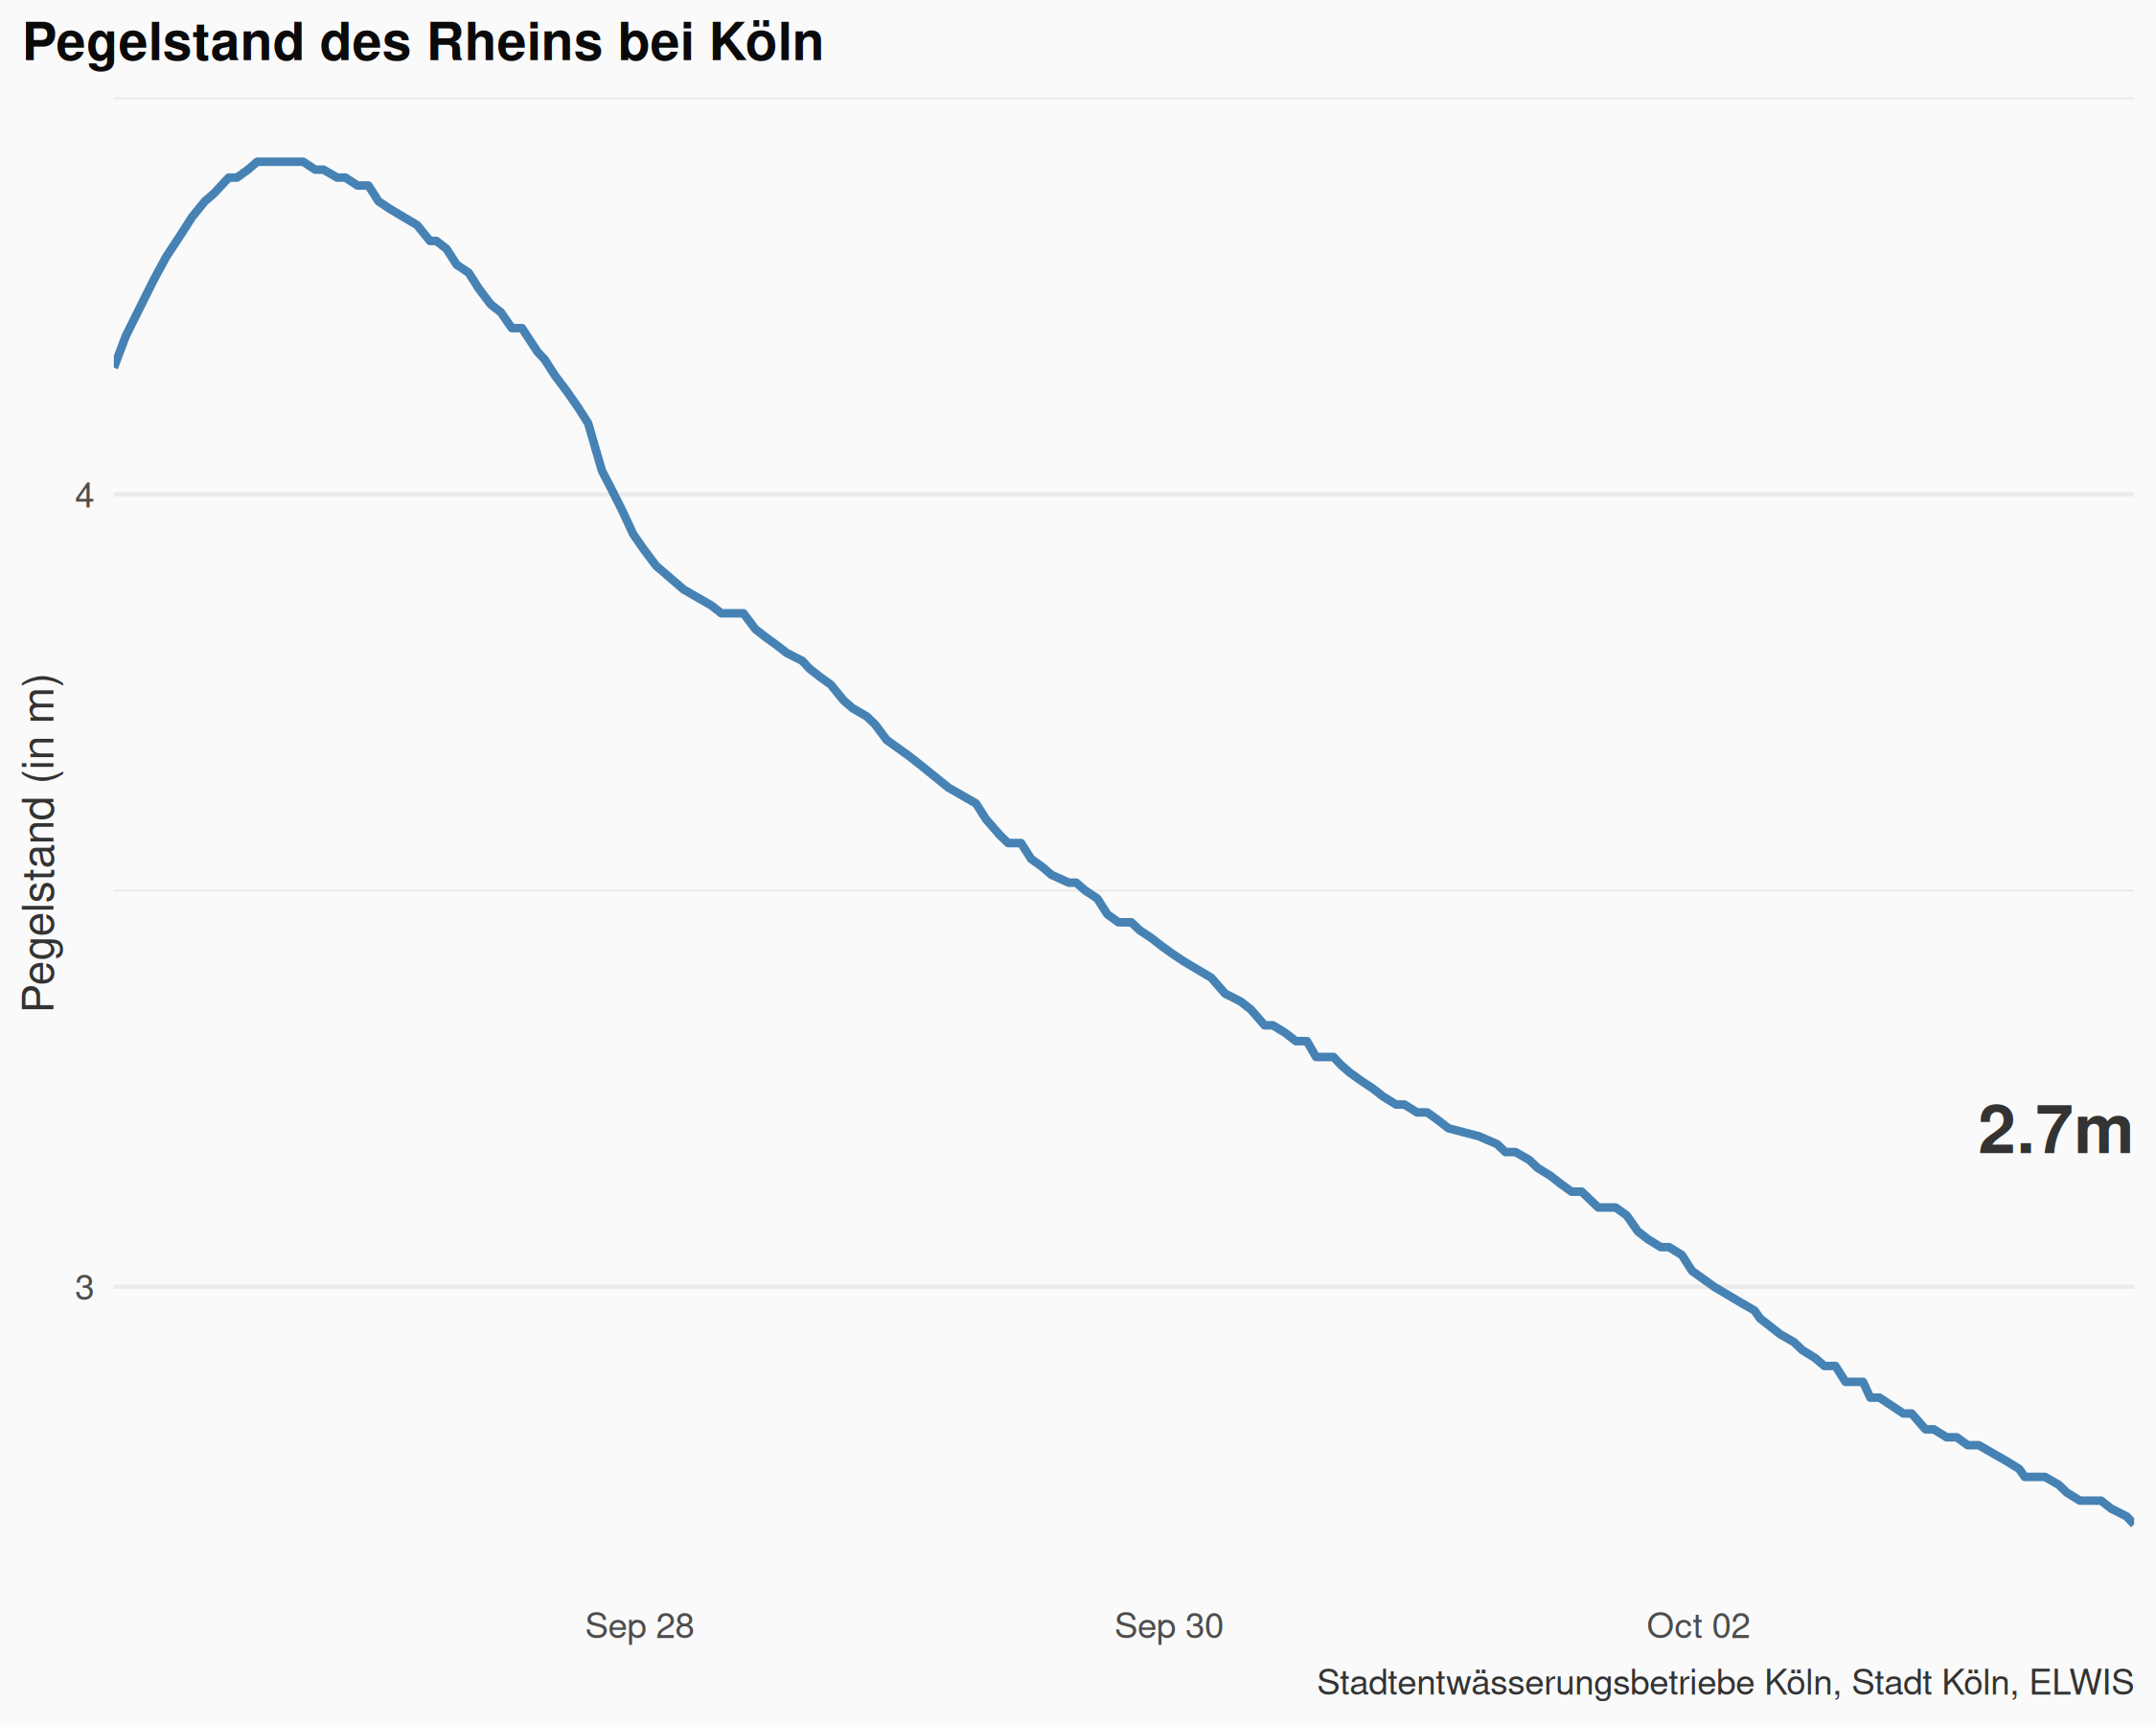 Pegelstand des Rheins bei Köln
Pegelstand (in m)
4
3
2.7m
Sep 28
Sep 30
Oct 02
Stadtentwässerungsbetriebe Köln, Stadt Köln, ELWIS